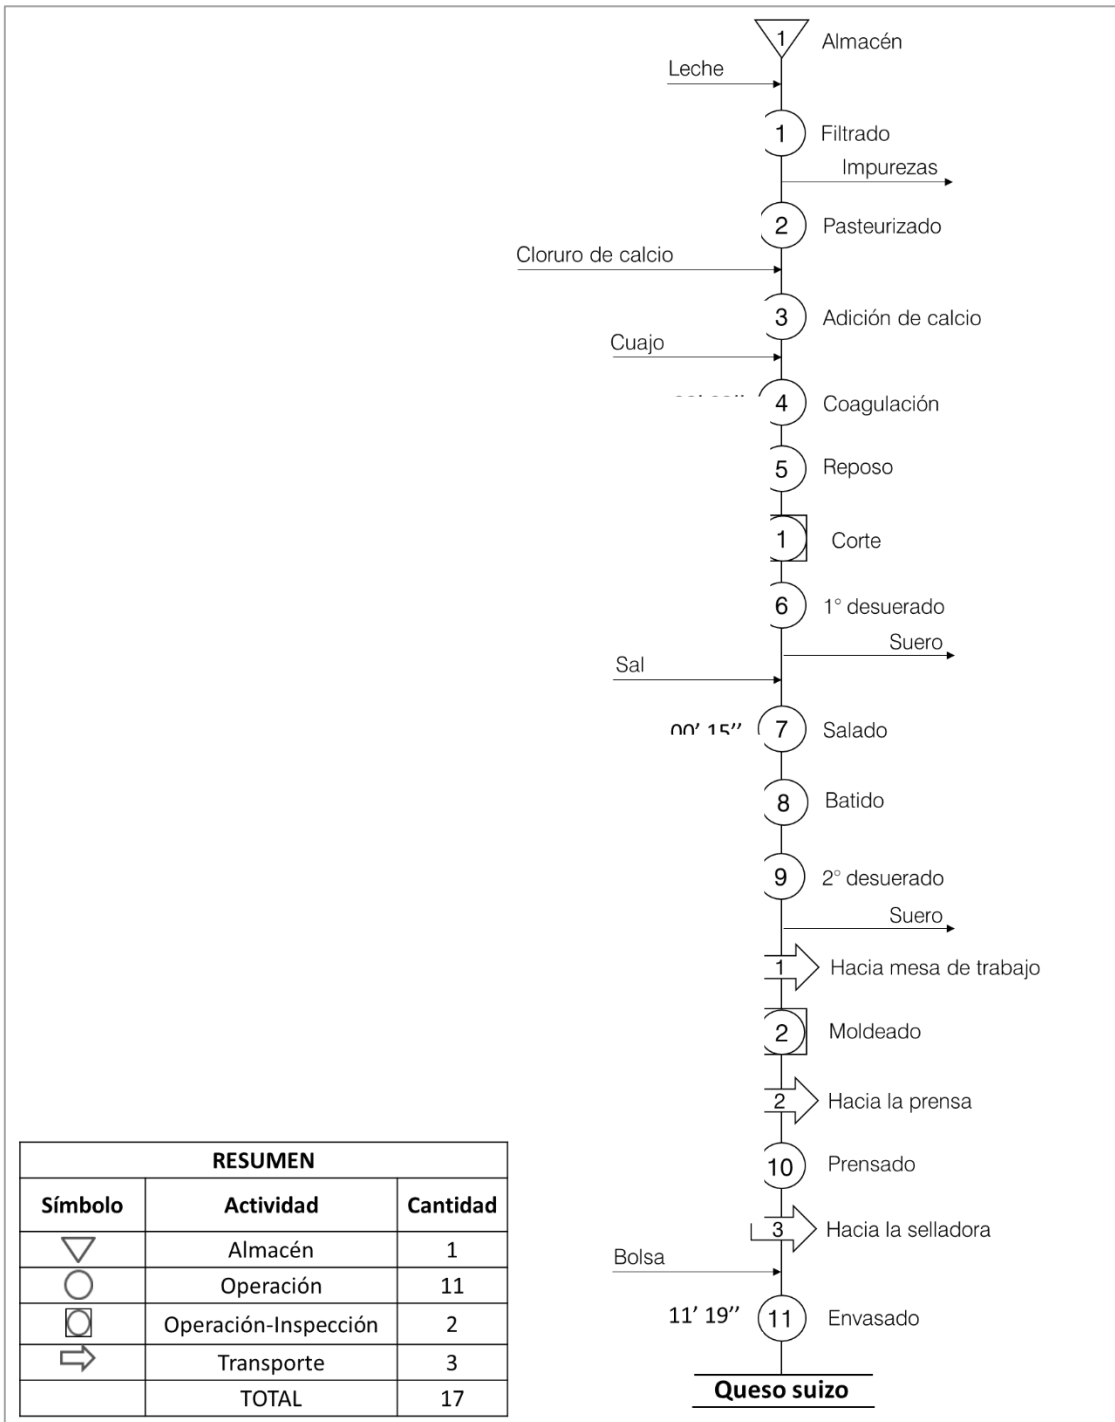 1 Almacén
Leche
1 Filtrado
Impurezas
2 Pasteurizado
Cloruro de calcio
3 Adición de calcio
Cuajo
4 Coagulación
5 Reposo
1 Corte
6 1° desuerado
Suero
Sal
00’ 15’’ 7 Salado
8 Batido
9 2° desuerado
Suero
1 Hacia mesa de trabajo
2 Moldeado
2 Hacia la prensa
10 Prensado
3 Hacia la selladora
Bolsa
11’ 19’’ 11 Envasado
Queso suizo
RESUMEN
Símbolo Actividad Cantidad
Almacén 1
Operación 11
Operación-Inspección 2
Transporte 3
TOTAL 17